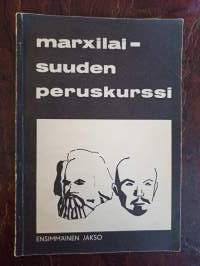 marxilai-
suuden
peruskurssi
ENSIMMÄINEN JAKSO